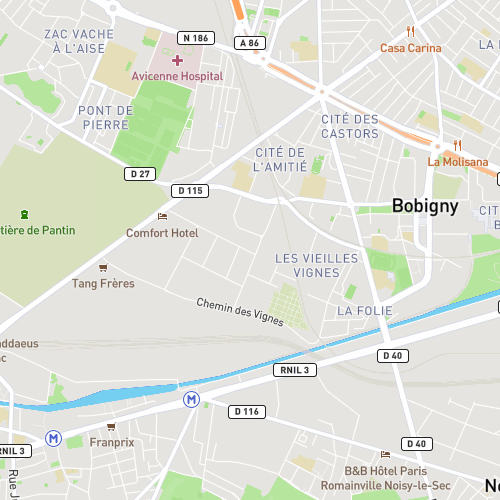 N 186
A 86
ZAC VACHE
À L'AISE
Casa Carina
Avicenne Hospital
PONT DE
PIERRE
CITÉ DES
CASTORS
CITÉ DE
L'AMITIÉ
La Molisana
D 27
D 115
Bobigny
CIT
tière de Pantin
Comfort Hotel
LES VIEILLES
VIGNES
Tang Frères
Chemin des Vignes
LA FOLIE
addaeus
D 40
RNIL 3
D 116
M
M
Franprix
RNIL 3
D 40
B&B Hôtel Paris
Romainville Noisy-le-Sec